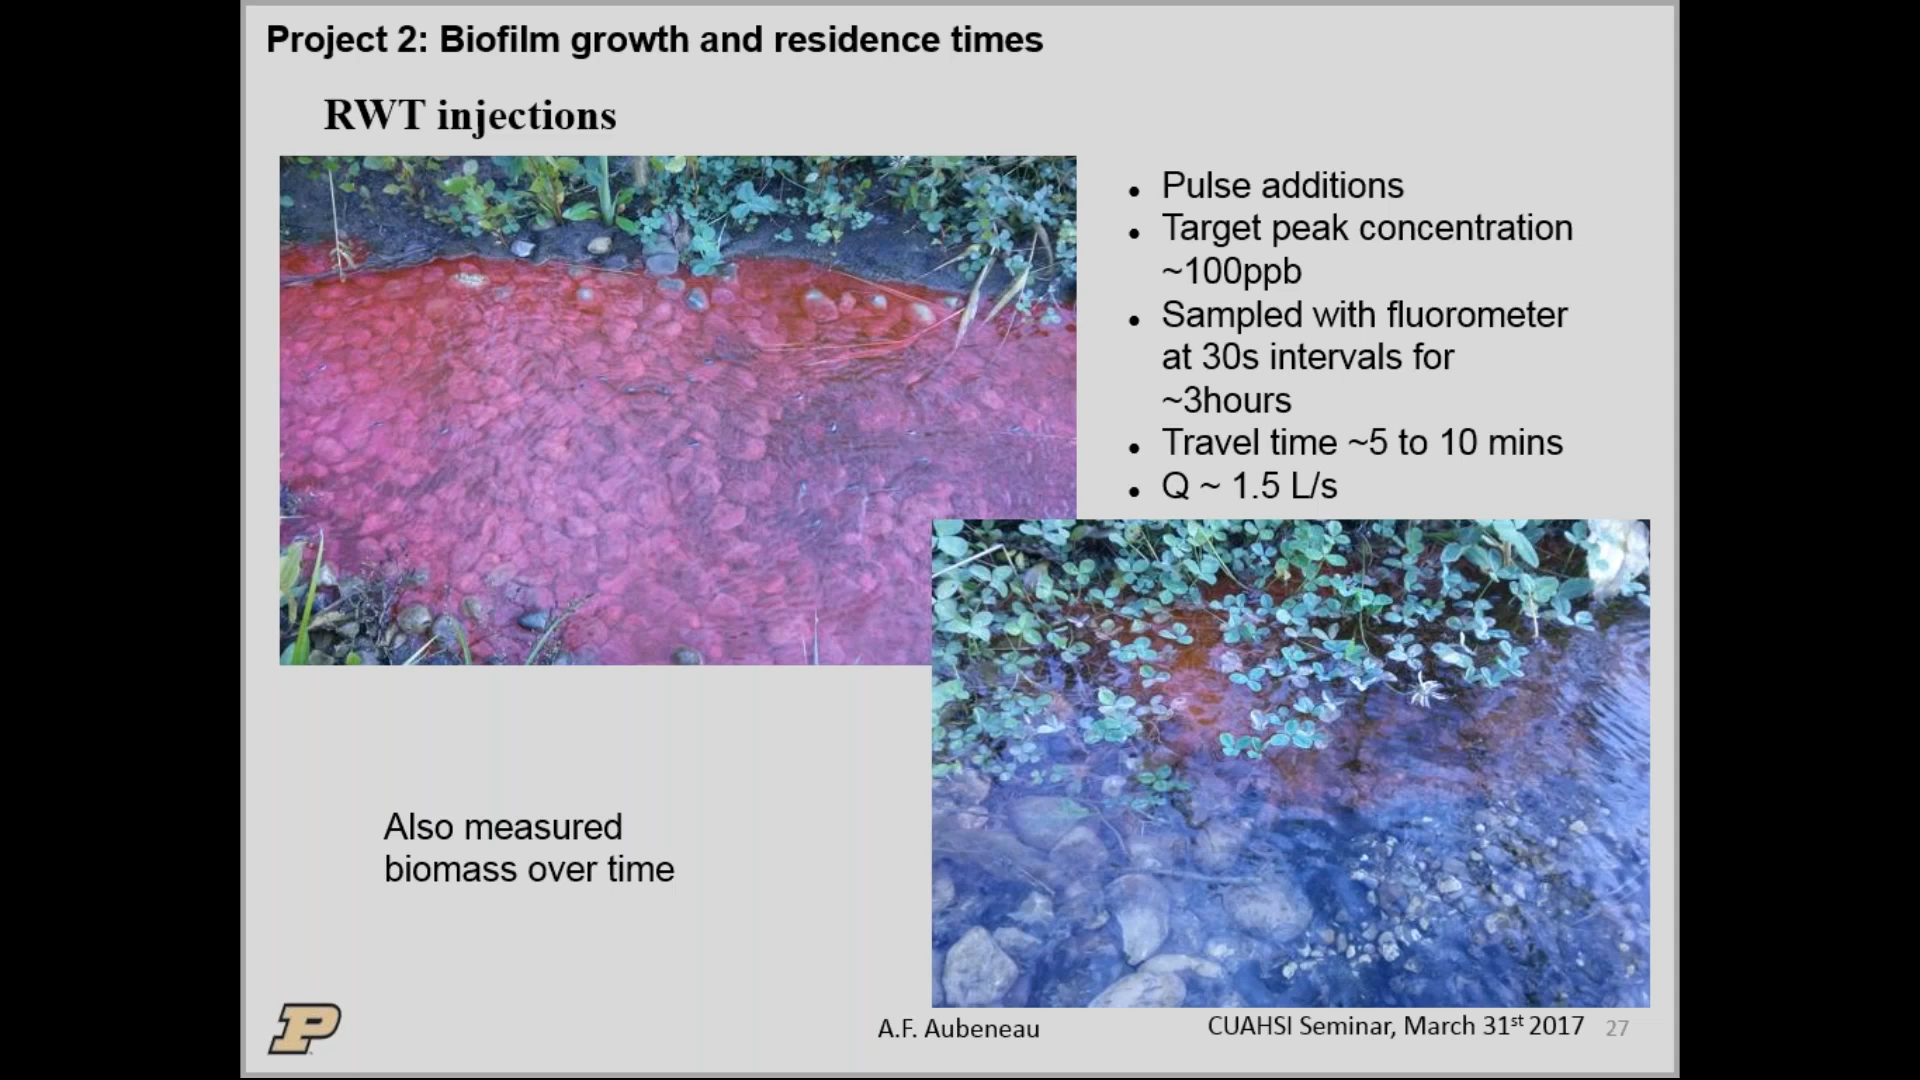 Project 2: Biofilm growth and residence times
RWT injections
• Pulse additions
• Target peak concentration
~100ppb
• Sampled with fluorometer
at 30s intervals for
~3hours
• Travel time ~5 to 10 mins
• Q ~ 1.5 L/s
Also measured
biomass over time
P
A.F. Aubeneau
CUAHSI Seminar, March 31st 2017
27